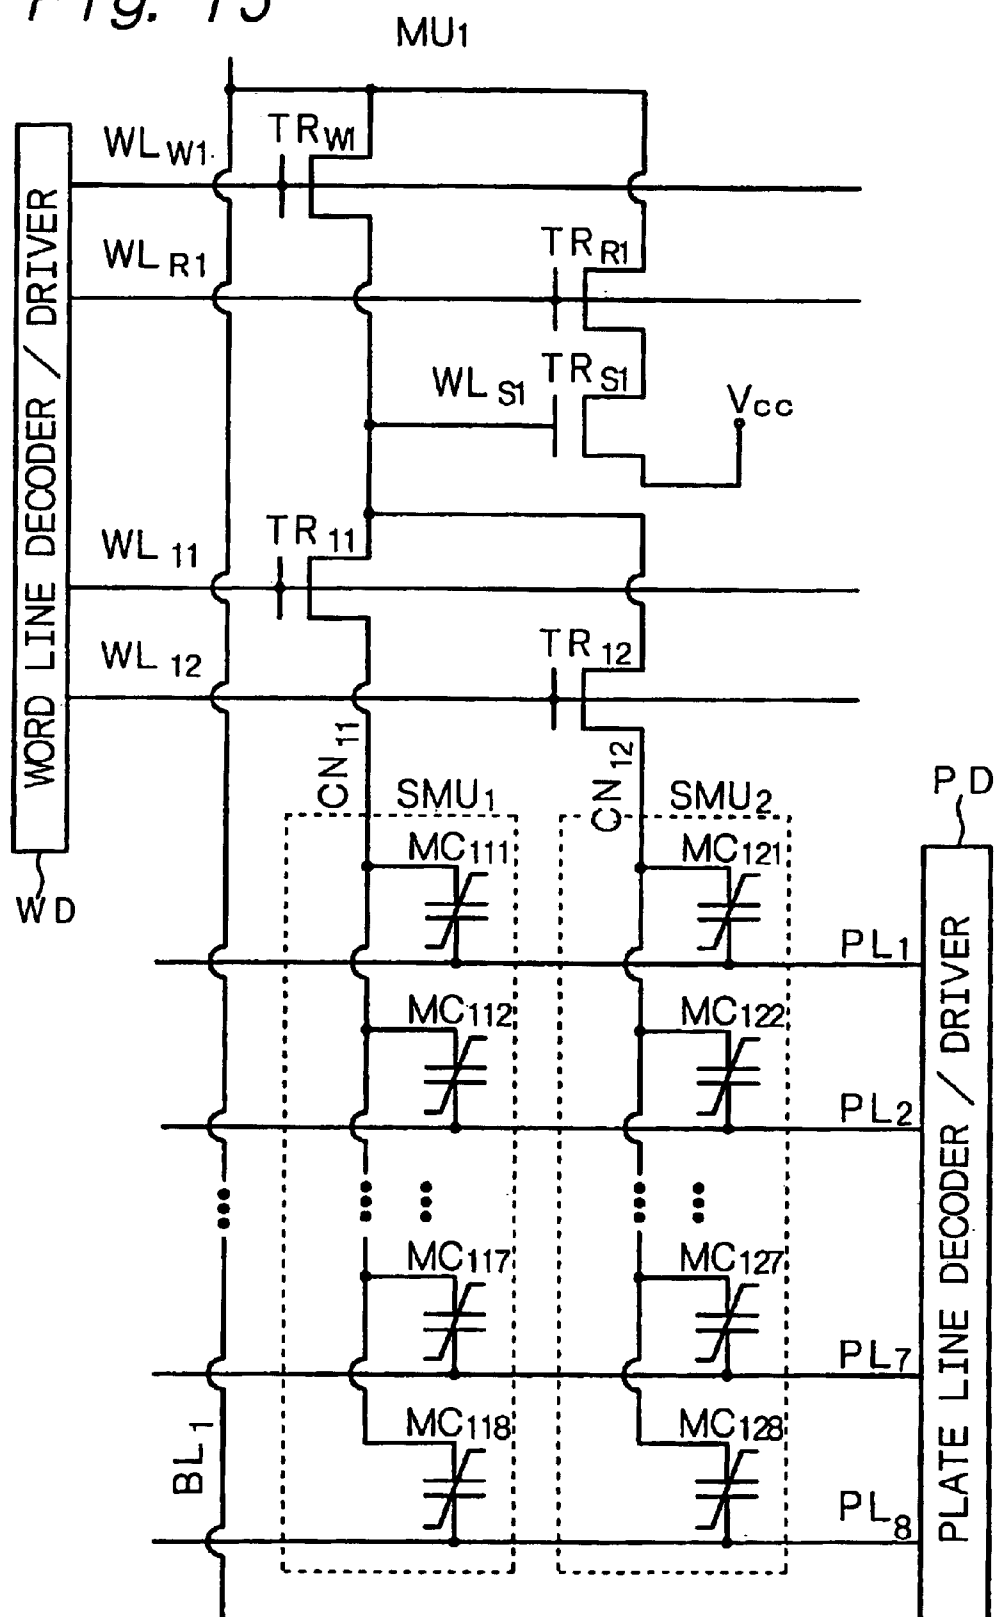 Fig. 15
MU1
WLW1
TRW1
WLR1
TRR1
WLS1
TRS1
Vcc
WL11
TR11
WL12
TR12
WORD LINE DECODER / DRIVER
WD
CN11
CN12
SMU1
SMU2
PD
MC111
MC121
PL1
MC112
MC122
PL2
MC117
MC127
PL7
MC118
MC128
PL8
BL1
PLATE LINE DECODER / DRIVER